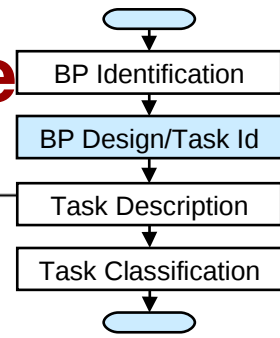 e
BP Identification
BP Design/Task Id
Task Description
Task Classification